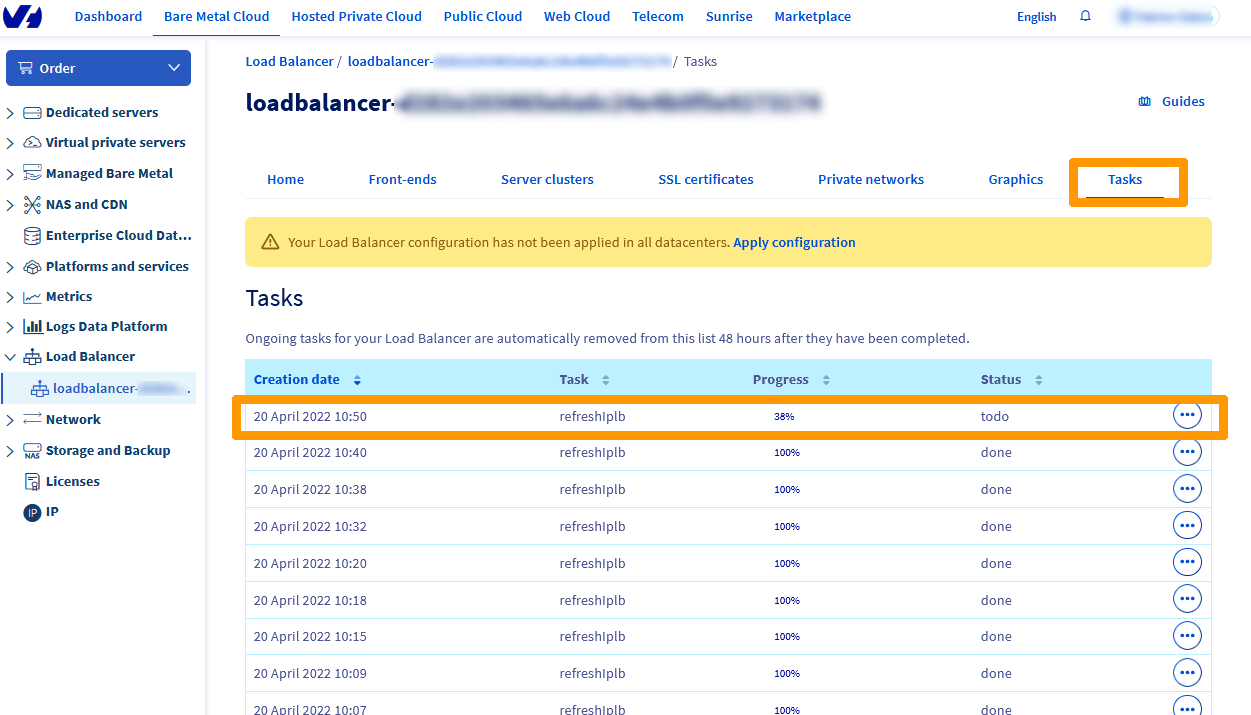 Dashboard Bare Metal Cloud Hosted Private Cloud Public Cloud Web Cloud Telecom Sunrise Marketplace English
Order
Dedicated servers
Virtual private servers
Managed Bare Metal
NAS and CDN
Enterprise Cloud Dat...
Platforms and services
Metrics
Logs Data Platform
Load Balancer
loadbalancer- ...
Network
NAS
Storage and Backup
Licenses
IP IP
Load Balancer / loadbalancer- / Tasks
loadbalancer-
Guides
Home Front-ends Server clusters SSL certificates Private networks Graphics Tasks
Your Load Balancer configuration has not been applied in all datacenters. Apply configuration
Tasks
Ongoing tasks for your Load Balancer are automatically removed from this list 48 hours after they have been completed.
Creation date Task Progress Status
20 April 2022 10:50 refreshIplb 38% todo
20 April 2022 10:40 refreshIplb 100% done
20 April 2022 10:38 refreshIplb 100% done
20 April 2022 10:32 refreshIplb 100% done
20 April 2022 10:20 refreshIplb 100% done
20 April 2022 10:18 refreshIplb 100% done
20 April 2022 10:15 refreshIplb 100% done
20 April 2022 10:09 refreshIplb 100% done
20 April 2022 10:07 refreshIplb 100% done